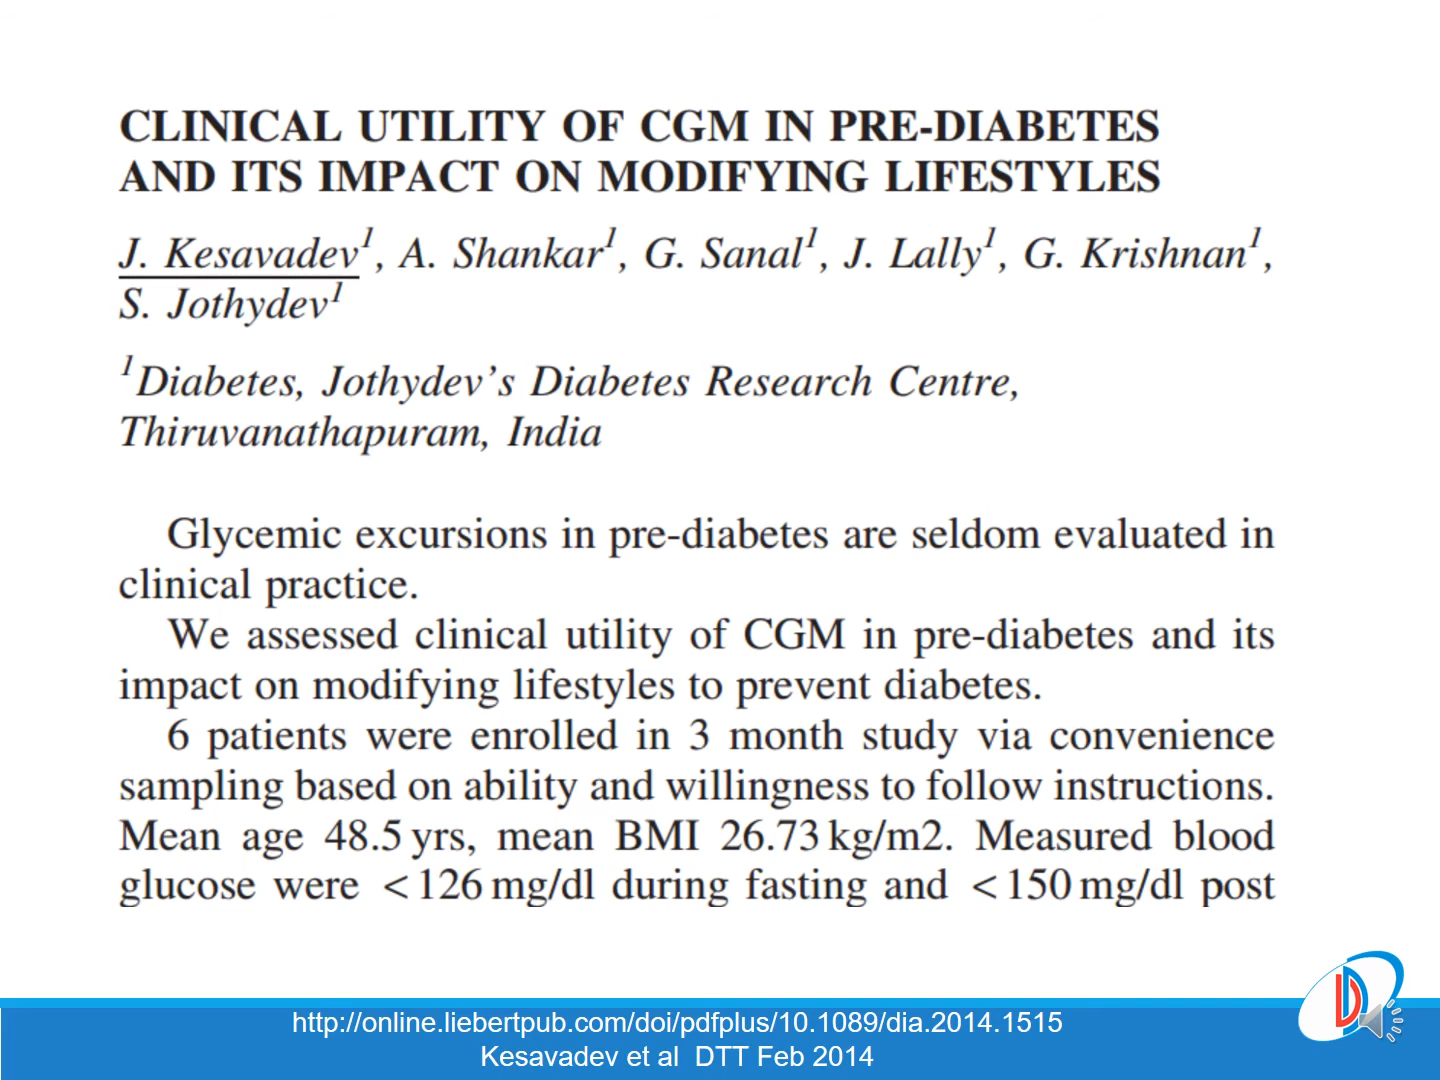 CLINICAL UTILITY OF CGM IN PRE-DIABETES
AND ITS IMPACT ON MODIFYING LIFESTYLES
J. Kesavadev1, A. Shankar1, G. Sanal1, J. Lally1, G. Krishnan1,
S. Jothydev1
1Diabetes, Jothydev’s Diabetes Research Centre,
Thiruvanathapuram, India
Glycemic excursions in pre-diabetes are seldom evaluated in
clinical practice.
We assessed clinical utility of CGM in pre-diabetes and its
impact on modifying lifestyles to prevent diabetes.
6 patients were enrolled in 3 month study via convenience
sampling based on ability and willingness to follow instructions.
Mean age 48.5 yrs, mean BMI 26.73 kg/m2. Measured blood
glucose were <126 mg/dl during fasting and <150 mg/dl post
http://online.liebertpub.com/doi/pdfplus/10.1089/dia.2014.1515
Kesavadev et al DTT Feb 2014